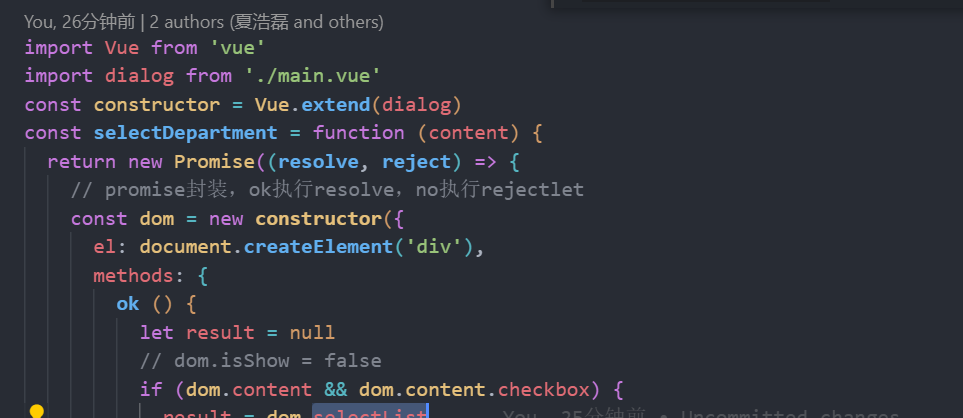 You, 26分钟前 | 2 authors (夏浩磊 and others)
import Vue from 'vue'
import dialog from './main.vue'
const constructor = Vue.extend(dialog)
const selectDepartment = function (content) {
return new Promise((resolve, reject) => {
// promise封装，ok执行resolve，no执行rejectlet
const dom = new constructor({
el: document.createElement('div'),
methods: {
ok () {
let result = null
// dom.isShow = false
if (dom.content && dom.content.checkbox) {
result = dom.selectList You, 25分钟前 • Uncommitted changes